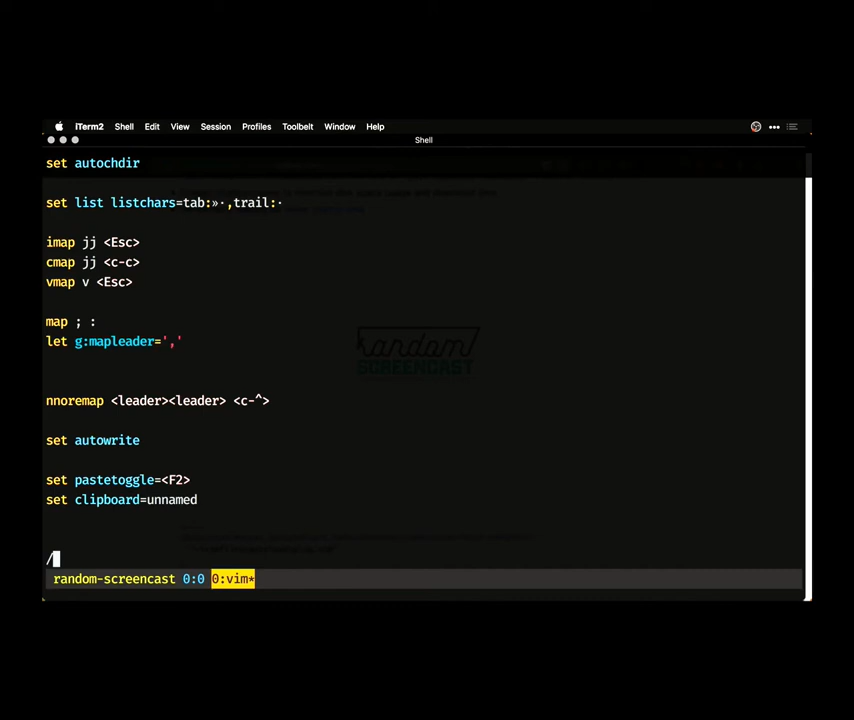 iTerm2 Shell Edit View Session Profiles Toolbelt Window Help
Shell
set autochdir
set list listchars=tab:»·,trail:·
imap jj <Esc>
cmap jj <c-c>
vmap v <Esc>
map ; :
let g:mapleader=','
random
SCREENCAST
nnoremap <leader><leader> <c-^>
set autowrite
set pastetoggle=<F2>
set clipboard=unnamed
/
random-screencast 0:0 0:vim*